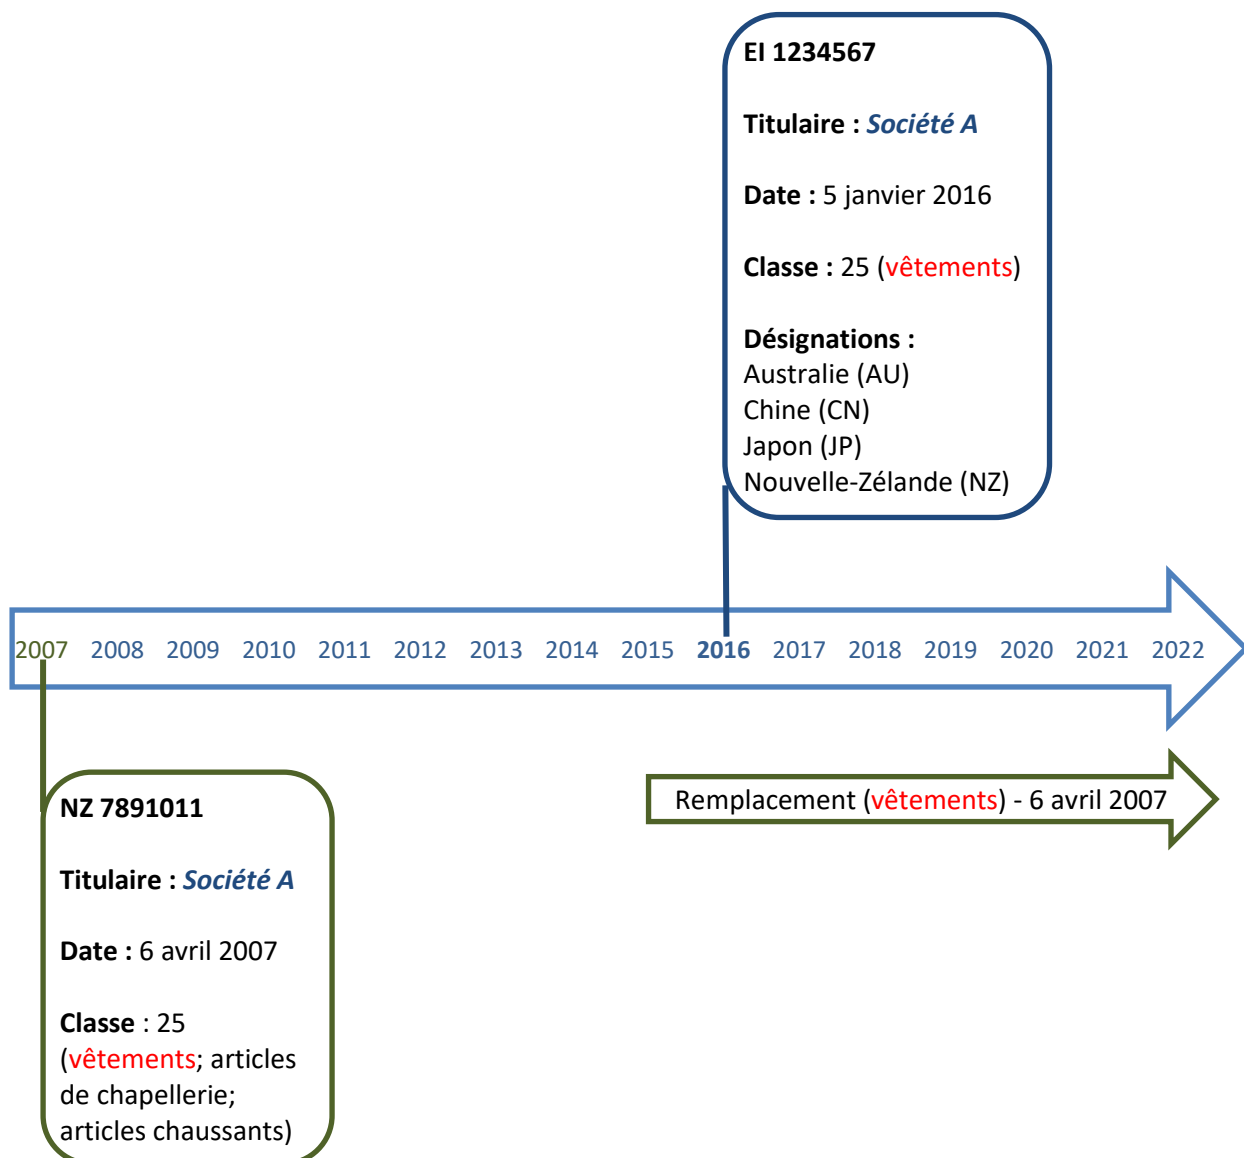 EI 1234567
Titulaire : Société A
Date : 5 janvier 2016
Classe : 25 (vêtements)
Désignations :
Australie (AU)
Chine (CN)
Japon (JP)
Nouvelle-Zélande (NZ)
2007 2008 2009 2010 2011 2012 2013 2014 2015 2016 2017 2018 2019 2020 2021 2022
Remplacement (vêtements) - 6 avril 2007
NZ 7891011
Titulaire : Société A
Date : 6 avril 2007
Classe : 25
(vêtements; articles
de chapellerie;
articles chaussants)